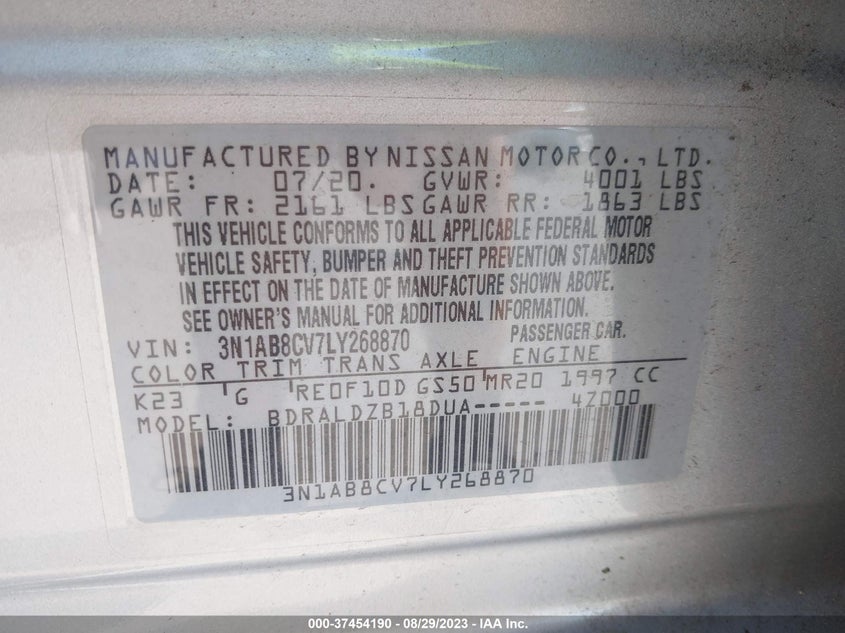 MANUFACTURED BY NISSAN MOTOR CO., LTD.
DATE: 07/20. GVWR: 4001 LBS
GAWR FR: 2161 LBS GAWR RR: 1863 LBS
THIS VEHICLE CONFORMS TO ALL APPLICABLE FEDERAL MOTOR
VEHICLE SAFETY, BUMPER AND THEFT PREVENTION STANDARDS
IN EFFECT ON THE DATE OF MANUFACTURE SHOWN ABOVE.
SEE OWNER'S MANUAL FOR ADDITIONAL INFORMATION.
VIN: 3N1AB8CV7LY268870 PASSENGER CAR.
COLOR TRIM TRANS AXLE ENGINE
K23 G RE0F10D GS50 MR20 1997 CC
MODEL: BDRALDZB18DUA----- 4Z000
3N1AB8CV7LY268870
000-37454190 - 08/29/2023 - IAA Inc.